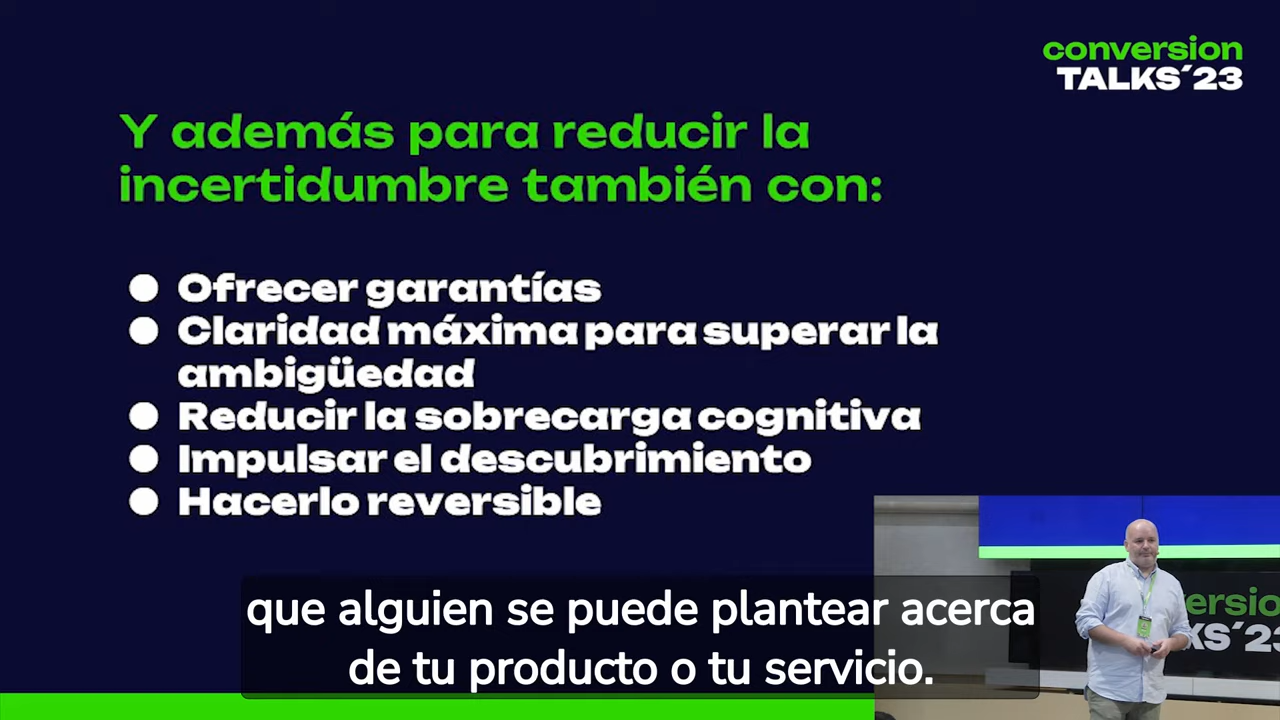 conversion
TALKS´23
Y además para reducir la
incertidumbre también con:
● Ofrecer garantías
● Claridad máxima para superar la
ambigüedad
● Reducir la sobrecarga cognitiva
● Impulsar el descubrimiento
● Hacerlo reversible
que alguien se puede plantear acerca
de tu producto o tu servicio.